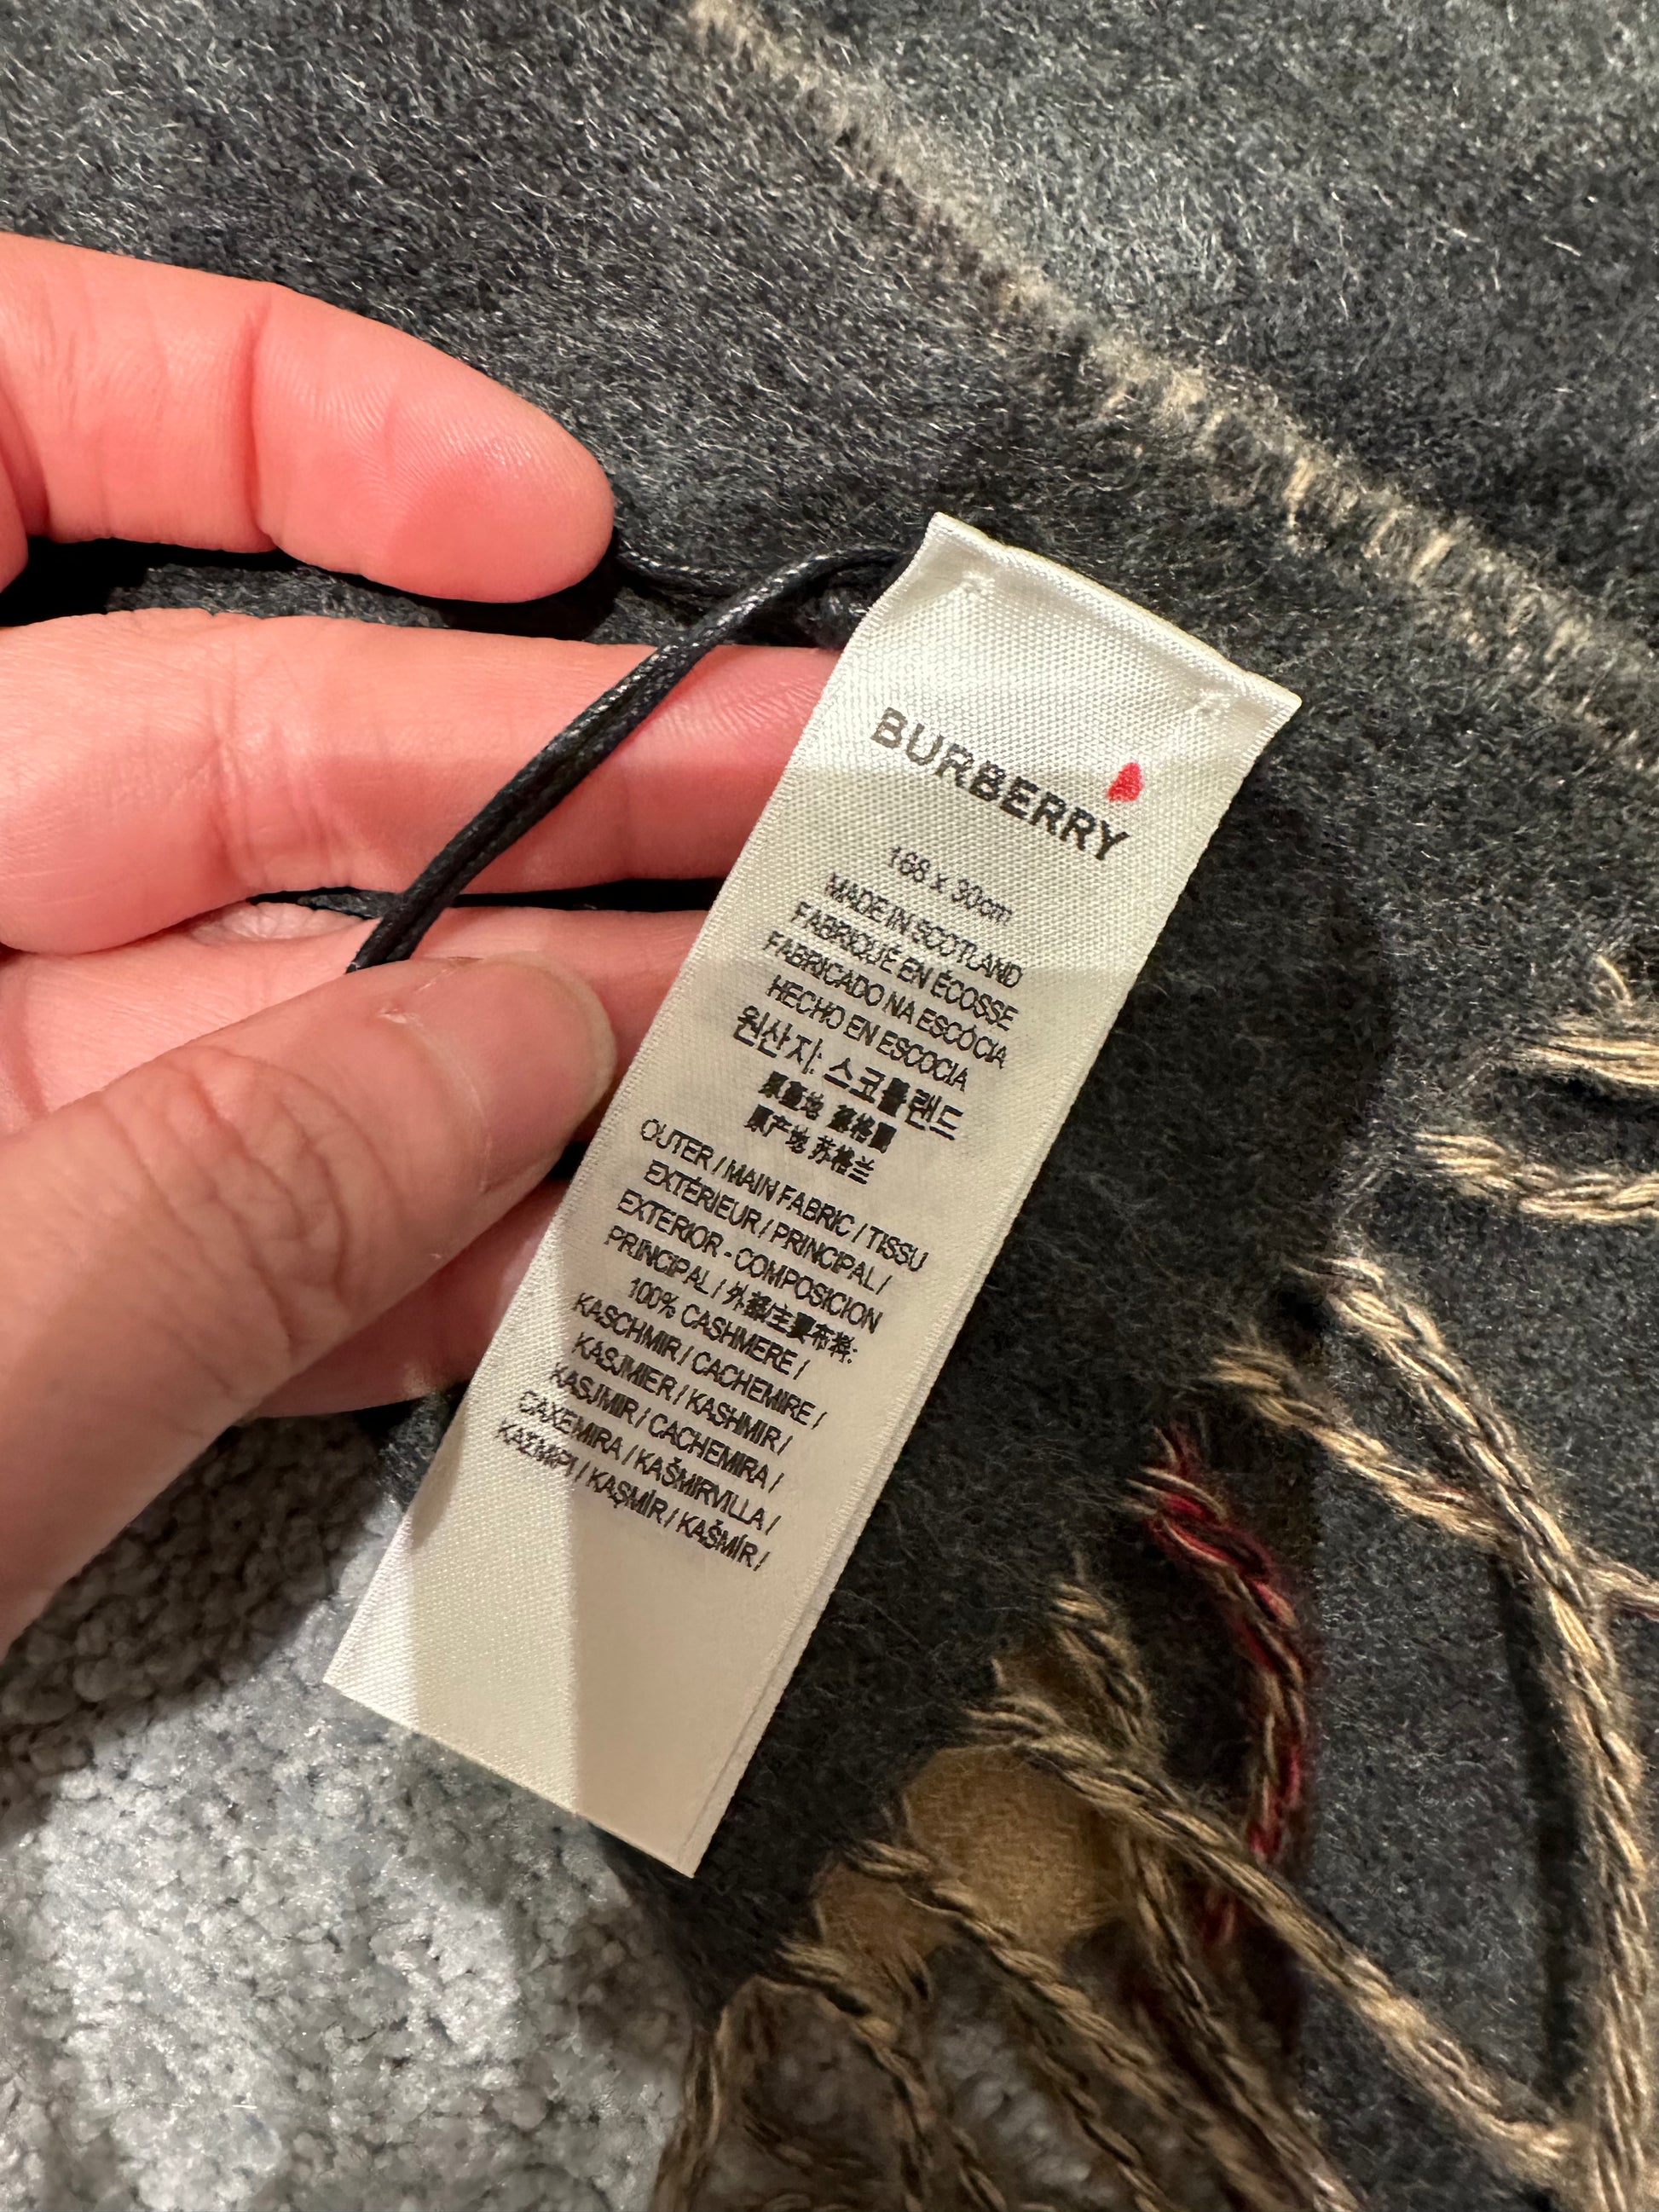 BURBERRY
168 x 30cm
MADE IN SCOTLAND
FABRIQUÉ EN ÉCOSSE
FABRICADO NA ESCÓCIA
HECHO EN ESCOCIA
원산지: 스코틀랜드
原產地 蘇格蘭
原产地 苏格兰
OUTER / MAIN FABRIC / TISSU
EXTÉRIEUR / PRINCIPAL /
EXTERIOR - COMPOSICION
PRINCIPAL / 外部/主要布料:
100% CASHMERE /
KASCHMIR / CACHEMIRE /
KASJMIER / KASHMIR /
KASJMIR / CACHEMIRA /
CAXEMIRA / KAŠMIRVILLA /
ΚΑΣΜΙΡΙ / KAŞMİR / KAŠMÍR /